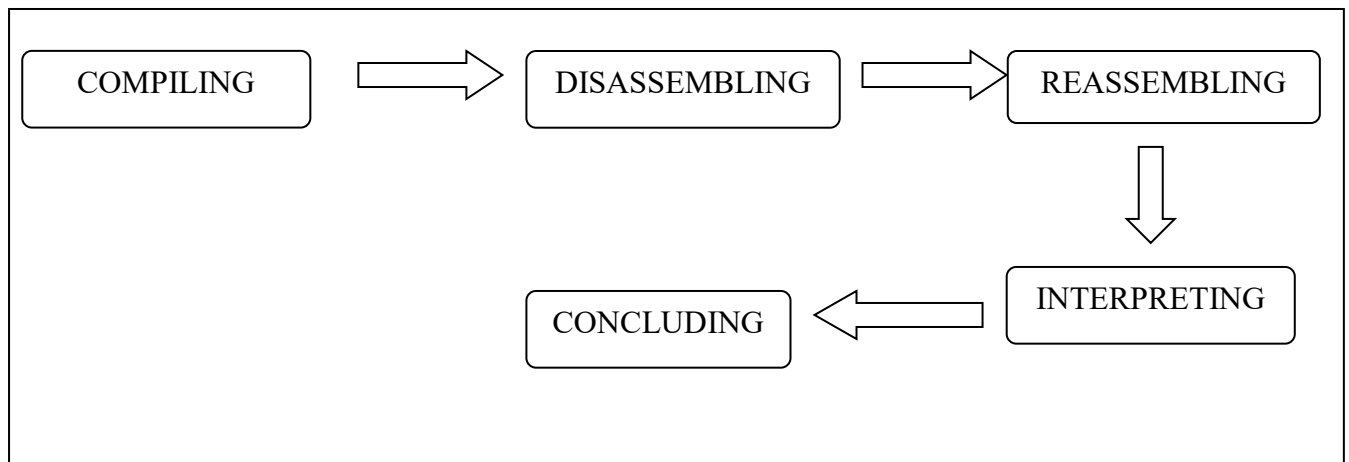 COMPILING
DISASSEMBLING
REASSEMBLING
INTERPRETING
CONCLUDING